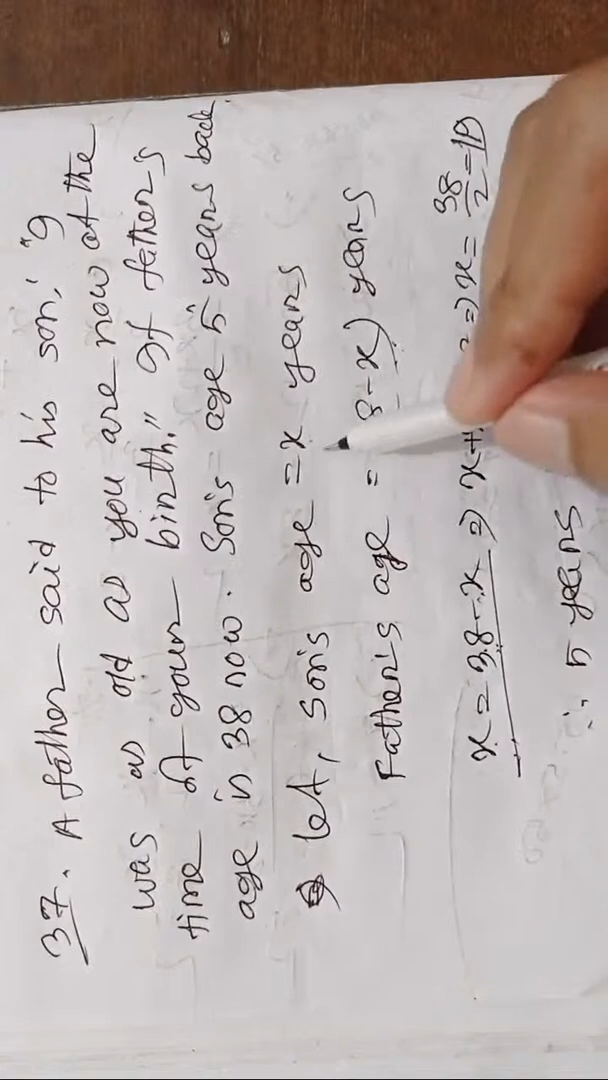 37. A father said to his son, "I
was as old as you are now at the
time of your birth." If father's
age is 38 now. Son's age 5 years back.
Let, Son's age = x years
Father's age = 8-x) years
x = 38-x ⇒ x+ ⇒ x = 38/2 = 19
∴ 5 years